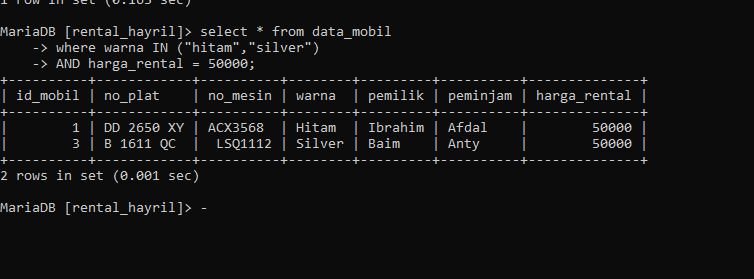 1 row in set (0.165 sec)

MariaDB [rental_hayril]> select * from data_mobil
    -> where warna IN ("hitam","silver")
    -> AND harga_rental = 50000;
+----------+------------+----------+--------+---------+----------+--------------+
| id_mobil | no_plat    | no_mesin | warna  | pemilik | peminjam | harga_rental |
+----------+------------+----------+--------+---------+----------+--------------+
|        1 | DD 2650 XY | ACX3568  | Hitam  | Ibrahim | Afdal    |        50000 |
|        3 | B 1611 QC  |  LSQ1112 | Silver | Baim    | Anty     |        50000 |
+----------+------------+----------+--------+---------+----------+--------------+
2 rows in set (0.001 sec)

MariaDB [rental_hayril]> -